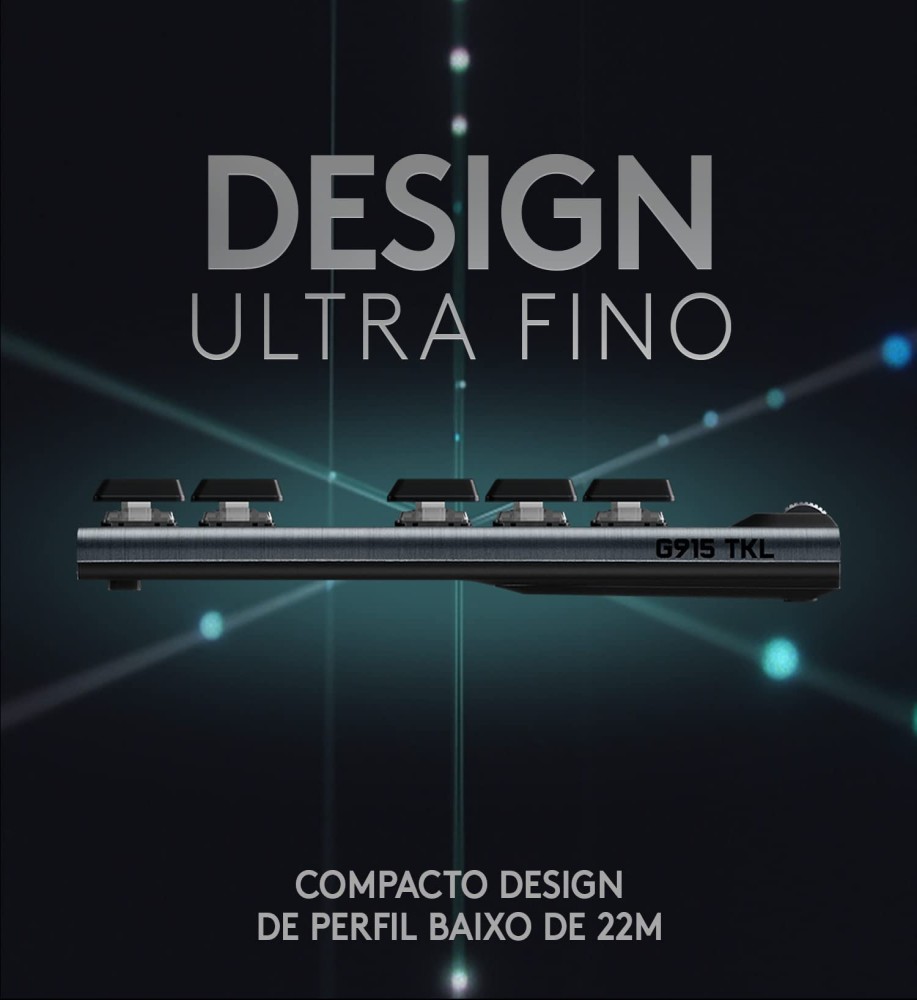 DESIGN
ULTRA FINO
G915 TKL
COMPACTO DESIGN
DE PERFIL BAIXO DE 22M